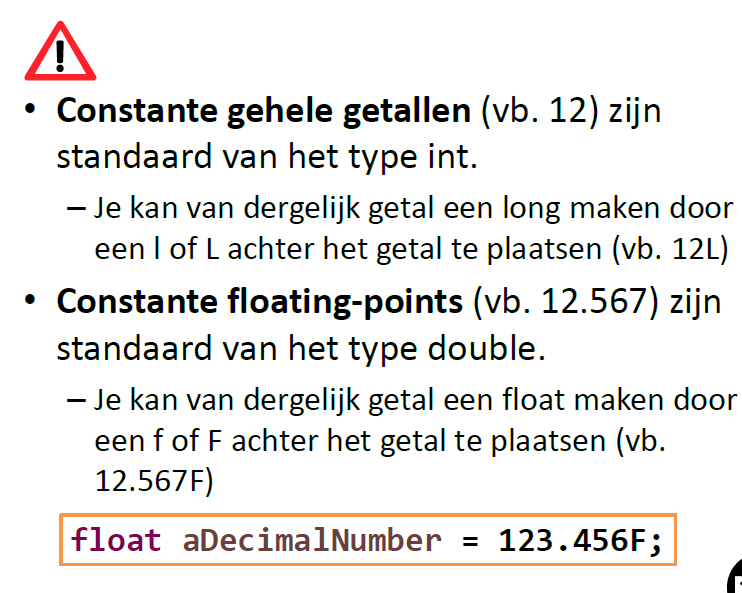 • Constante gehele getallen (vb. 12) zijn
standaard van het type int.
– Je kan van dergelijk getal een long maken door
een l of L achter het getal te plaatsen (vb. 12L)
• Constante floating-points (vb. 12.567) zijn
standaard van het type double.
– Je kan van dergelijk getal een float maken door
een f of F achter het getal te plaatsen (vb.
12.567F)
float aDecimalNumber = 123.456F;